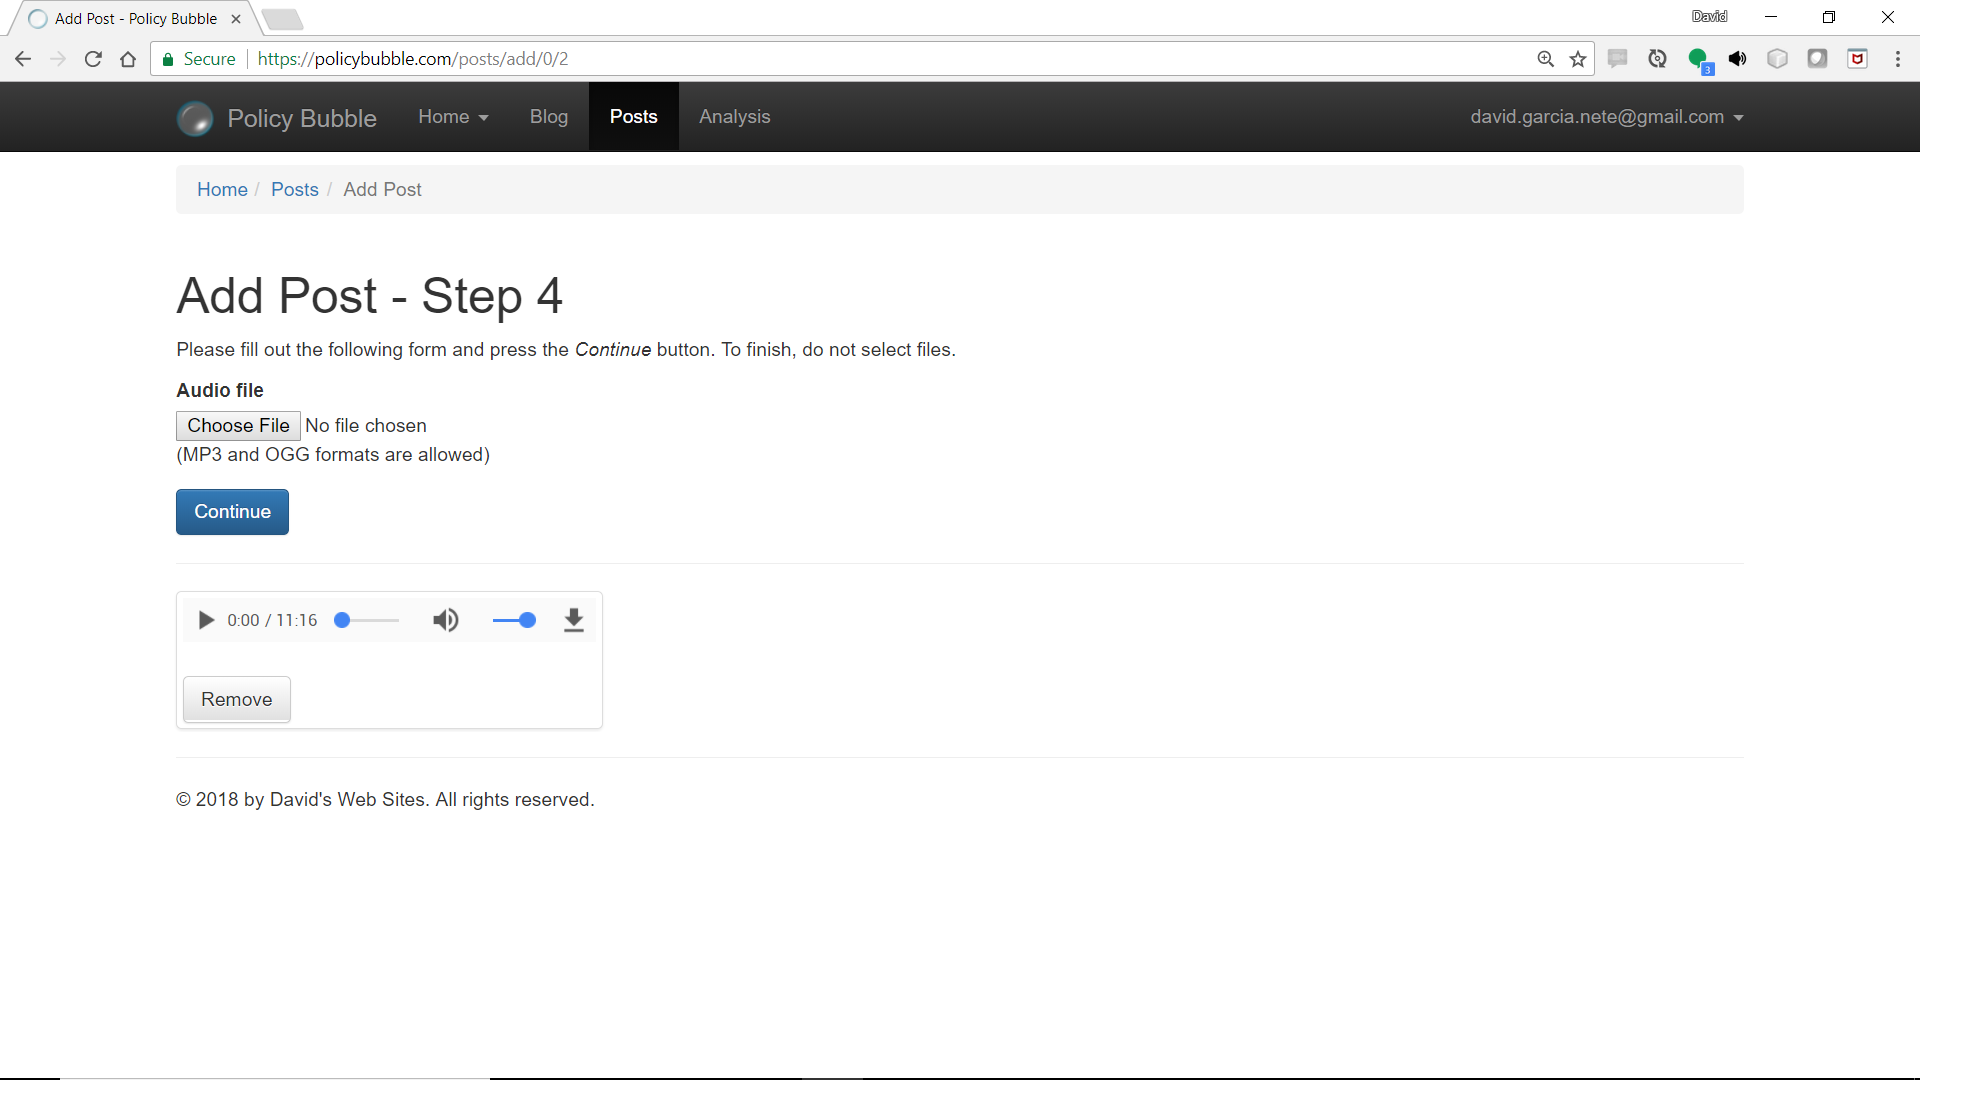 Add Post - Policy Bubble
David
Secure https://policybubble.com/posts/add/0/2
3
Policy Bubble Home Blog Posts Analysis david.garcia.nete@gmail.com
Home / Posts / Add Post
Add Post - Step 4
Please fill out the following form and press the Continue button. To finish, do not select files.
Audio file
Choose File No file chosen
(MP3 and OGG formats are allowed)
Continue
0:00 / 11:16
Remove
© 2018 by David's Web Sites. All rights reserved.